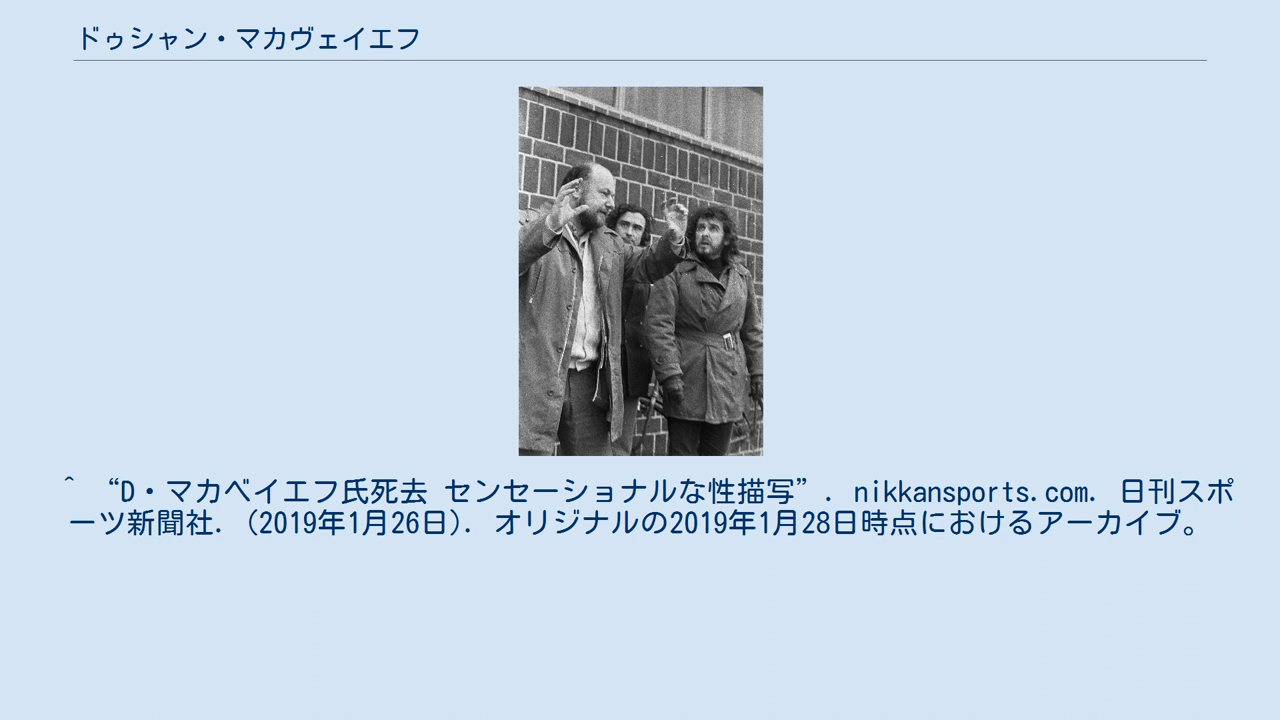 ドゥシャン・マカヴェイエフ
^ “D・マカベイエフ氏死去 センセーショナルな性描写”. nikkansports.com. 日刊スポ
ーツ新聞社. (2019年1月26日). オリジナルの2019年1月28日時点におけるアーカイブ。